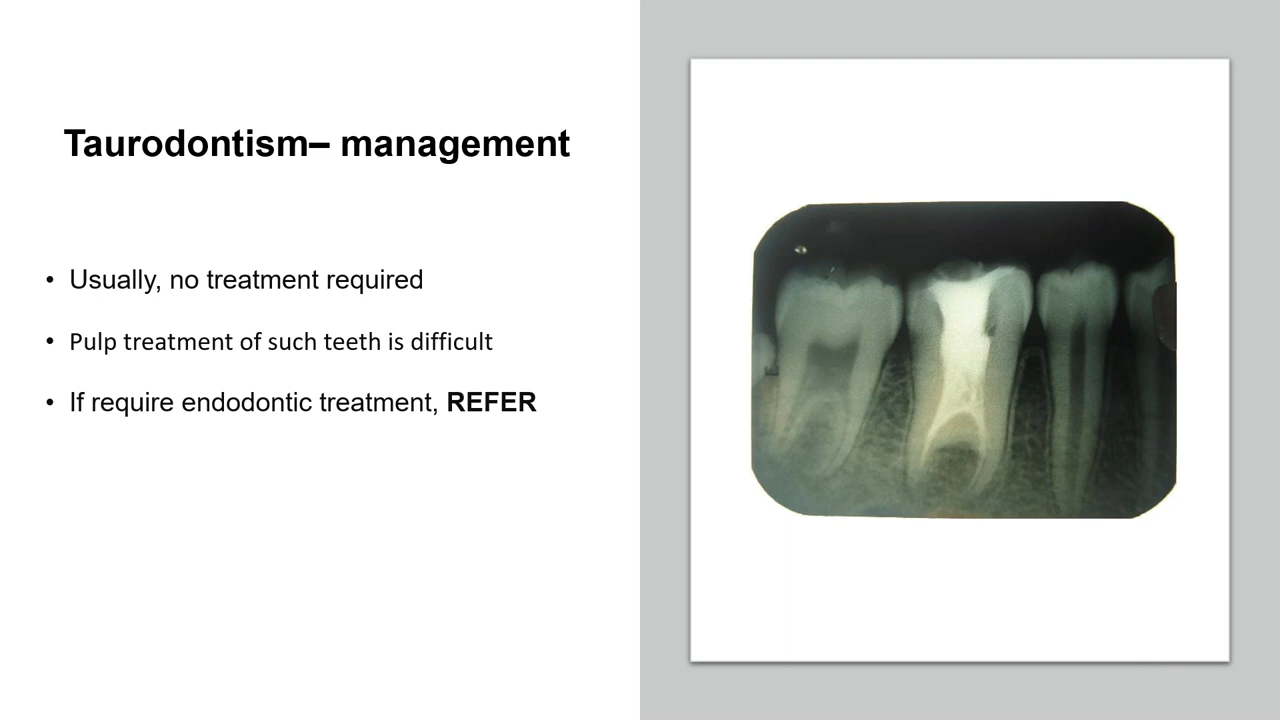 Taurodontism– management
• Usually, no treatment required
• Pulp treatment of such teeth is difficult
• If require endodontic treatment, REFER